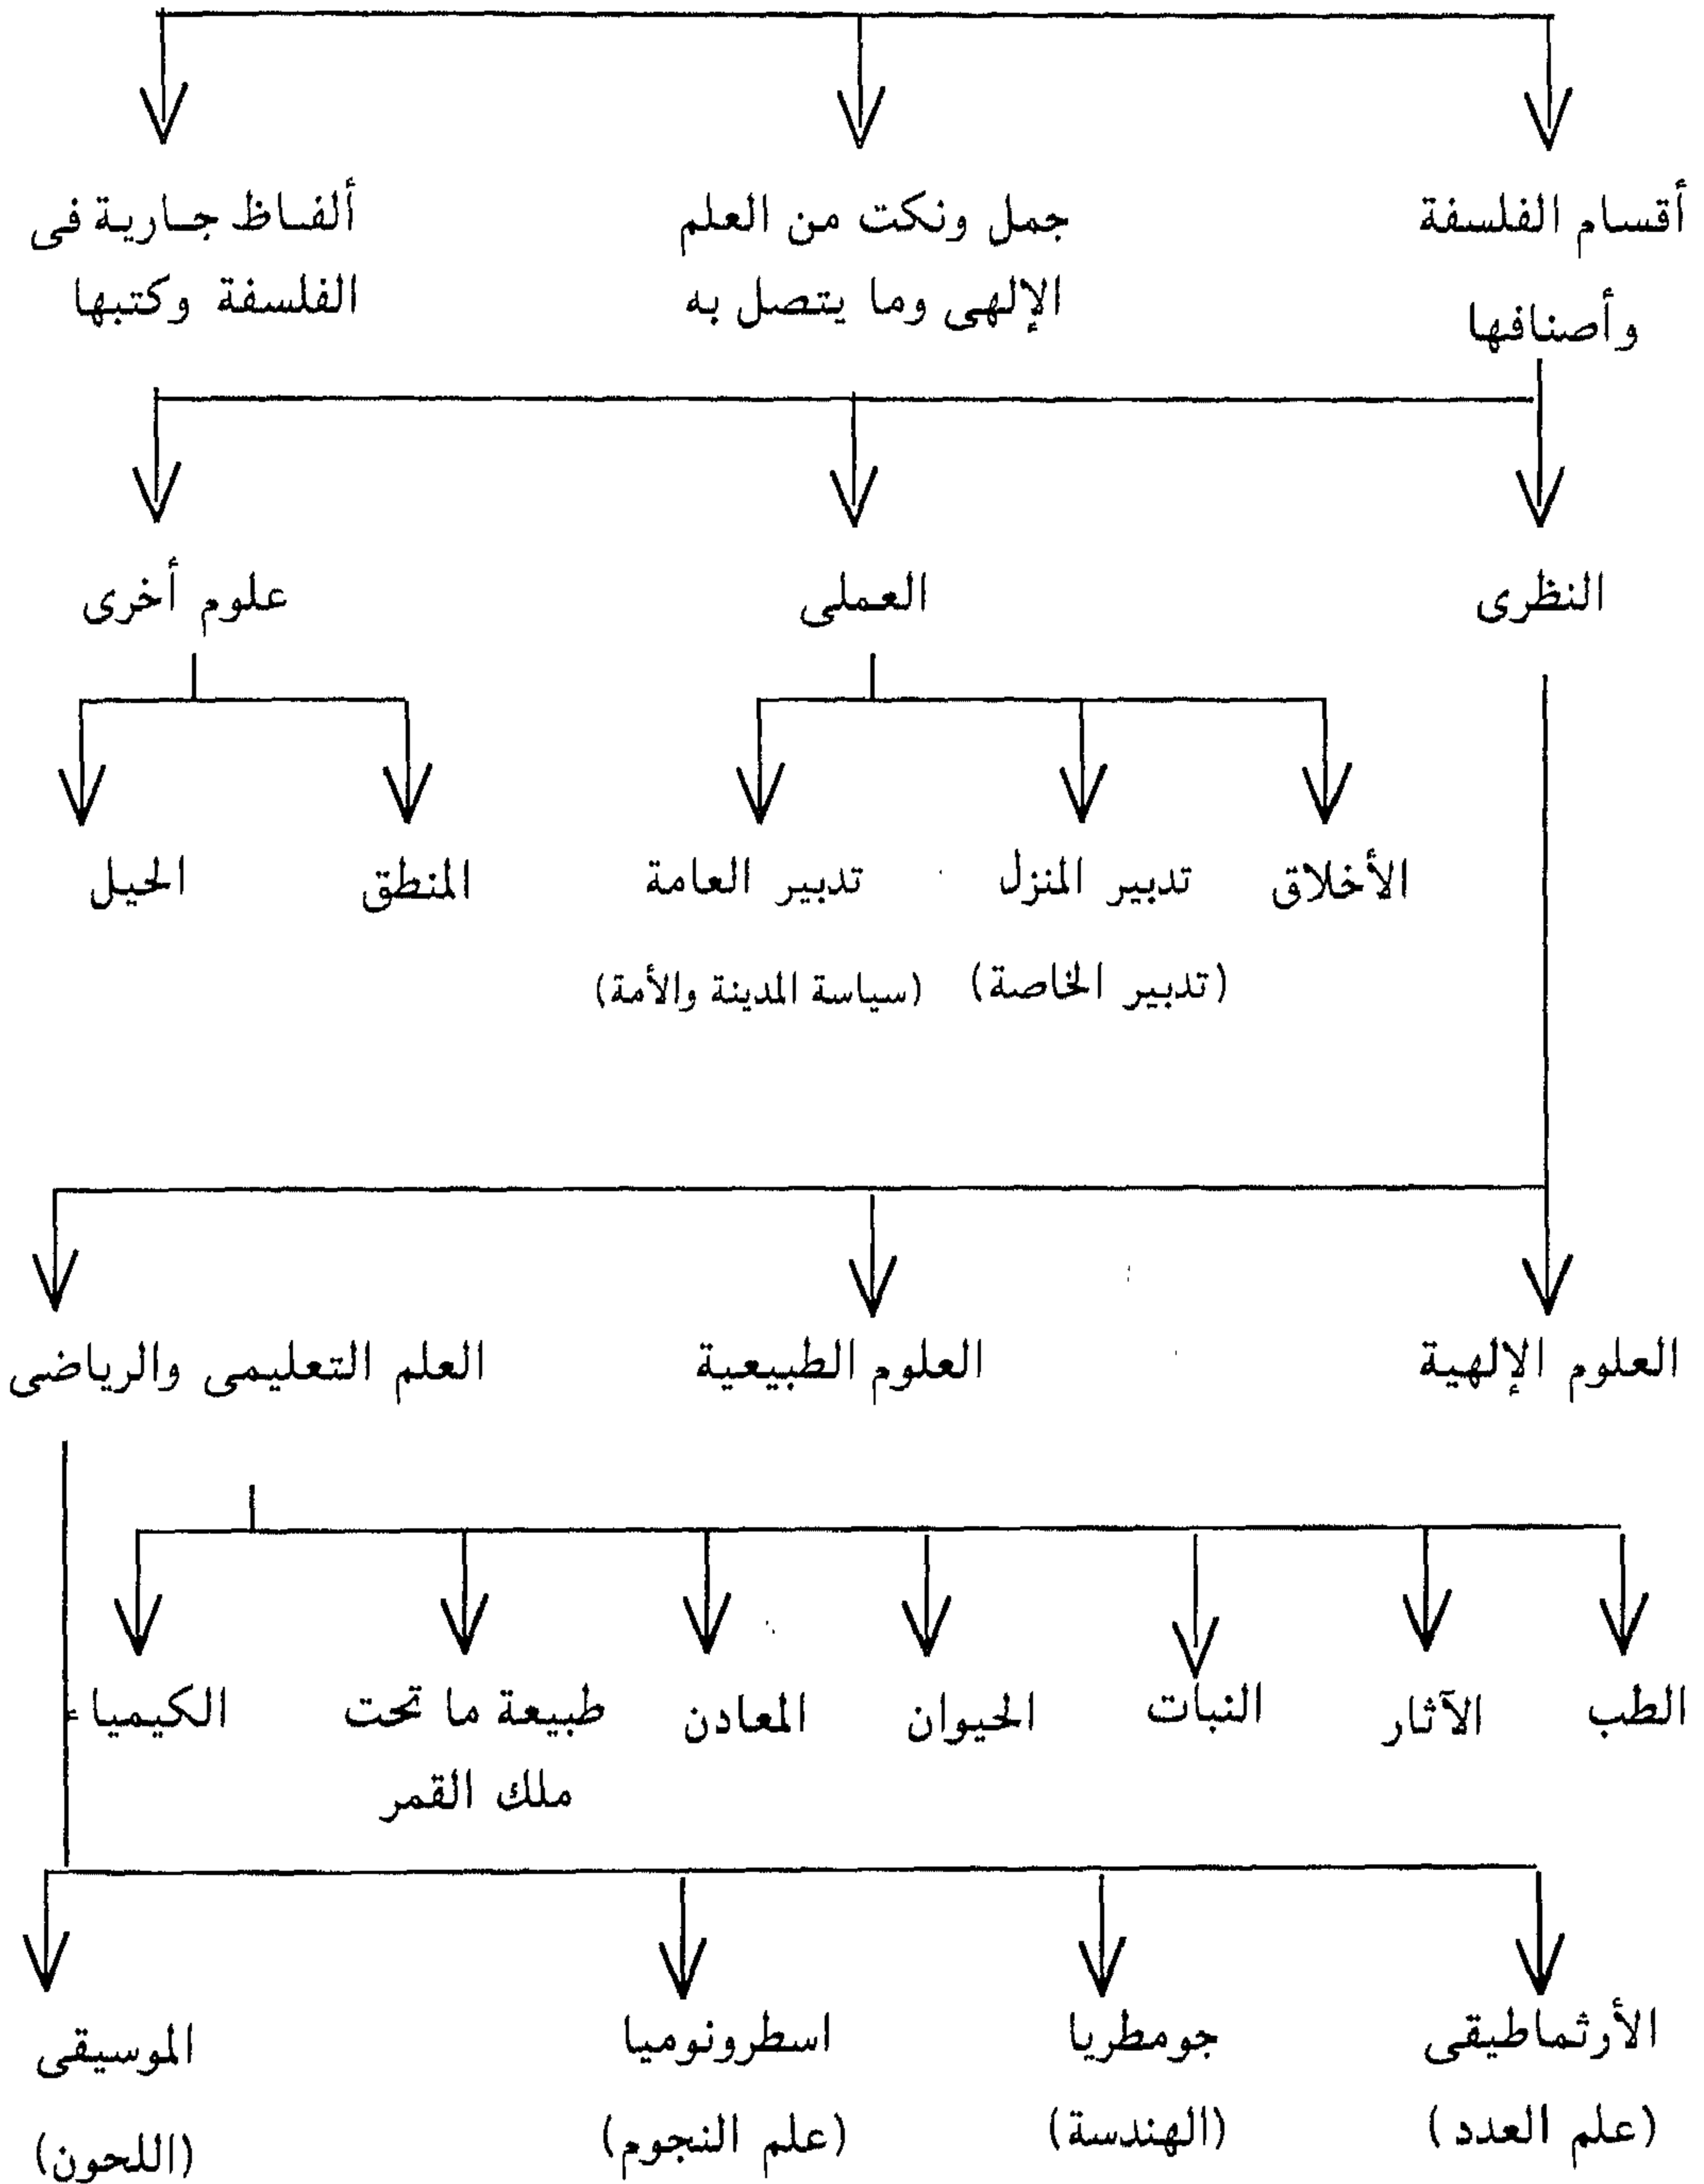 أقسام الفلسفة
وأصنافها
جمل ونكت من العلم
الإلهى وما يتصل به
ألفاظ جارية فى
الفلسفة وكتبها
النظرى
العملى
علوم أخرى
الأخلاق
تدبير المنزل
(تدبير الخاصة)
تدبير العامة
(سياسة المدينة والأمة)
المنطق
الحيل
العلوم الإلهية
العلوم الطبيعية
العلم التعليمى والرياضى
الطب
الآثار
النبات
الحيوان
المعادن
طبيعة ما تحت
ملك القمر
الكيمياء
الأرثماطيقى
(علم العدد)
جومطريا
(الهندسة)
اسطرونوميا
(علم النجوم)
الموسيقى
(اللحون)